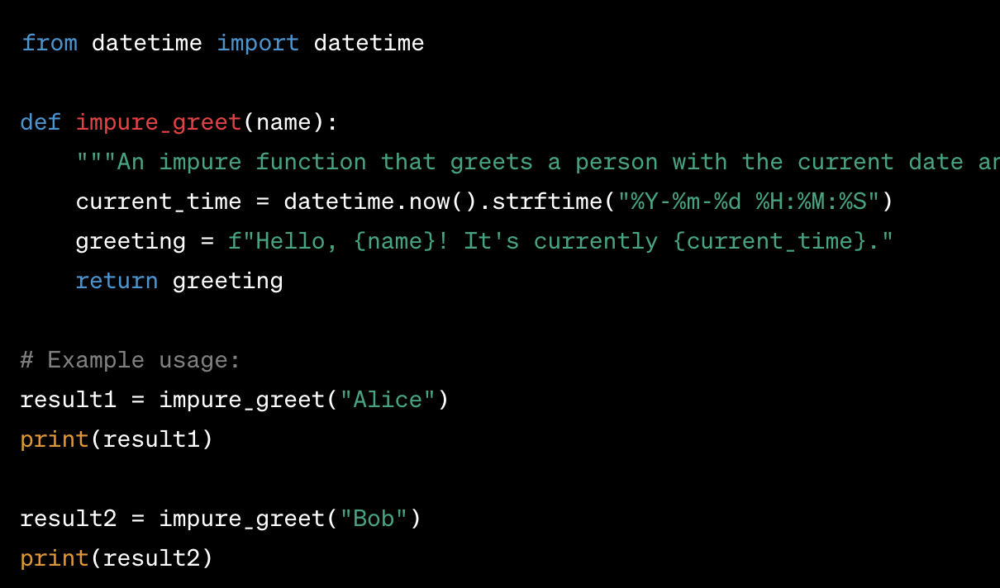 from datetime import datetime
def impure_greet(name):
    """An impure function that greets a person with the current date
    current_time = datetime.now().strftime("%Y-%m-%d %H:%M:%S")
    greeting = f"Hello, {name}! It's currently {current_time}."
    return greeting
# Example usage:
result1 = impure_greet("Alice")
print(result1)
result2 = impure_greet("Bob")
print(result2)